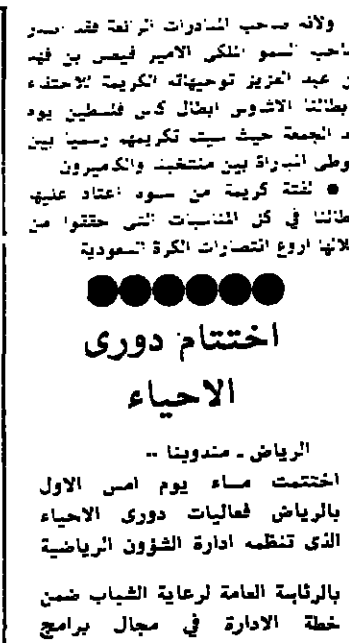 ولانه صاحب المبادرات الرائعة فقد اصدر
صاحب السمو الملكي الامير فيصل بن فهد
بن عبد العزيز توجيهاته الكريمة للاحتفاء
بابطالنا الاشاوس ابطال كاس فلسطين يوم
غد الجمعة حيث سيتم تكريمهم رسميا بين
شوطي المباراة بين منتخبنا والكاميرون
● لفتة كريمة من سموه اعتاد عليها
ابطالنا في كل المناسبات التي حققوا من
خلالها اروع انتصارات الكرة السعودية
اختتام دورى
الاحياء
الرياض ـ مندوبنا ..
اختتمت مساء يوم امس الاول
بالرياض فعاليات دورى الاحياء
الذى تنظمه ادارة الشؤون الرياضية
بالرئاسة العامة لرعاية الشباب ضمن
خطة الادارة في مجال برامج